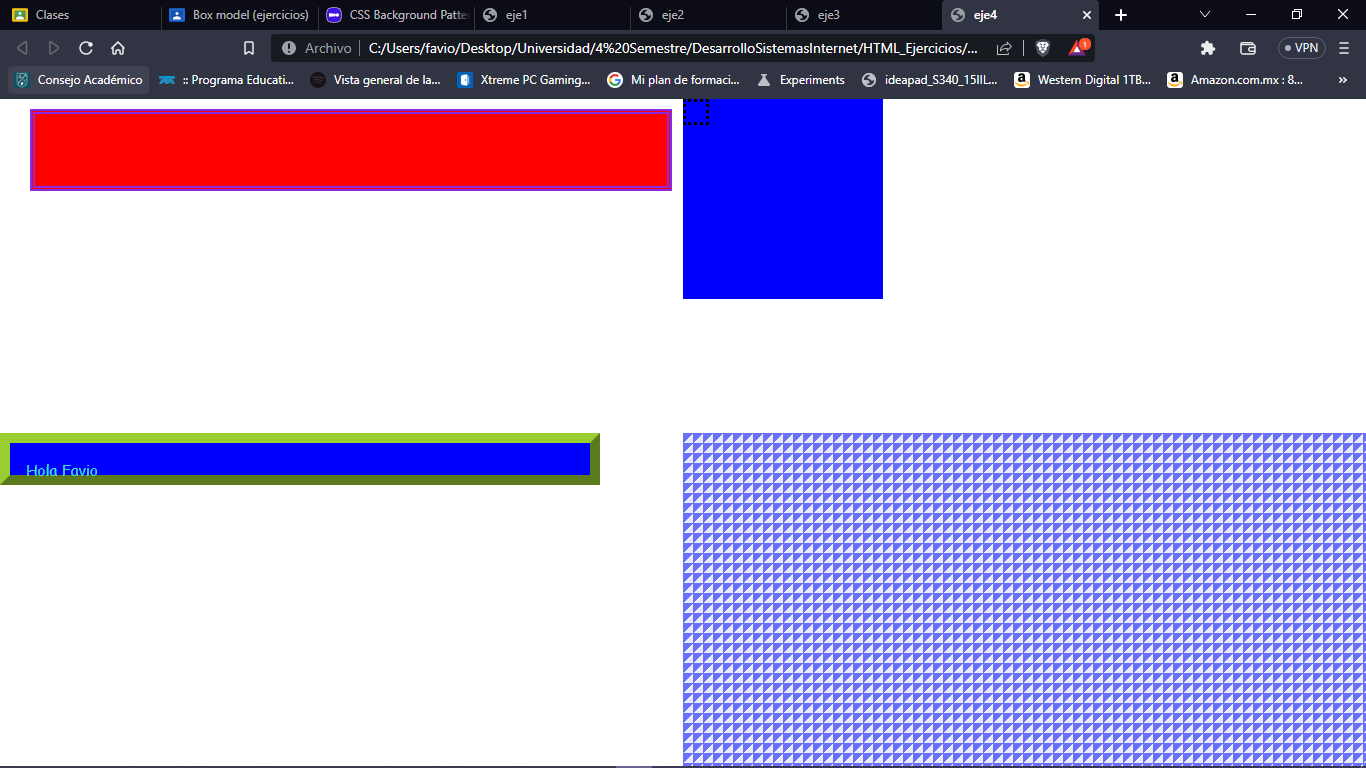 Clases
Box model (ejercicios)
CSS Background Patte
eje1
eje2
eje3
eje4
Archivo
C:/Users/favio/Desktop/Universidad/4%20Semestre/DesarrolloSistemasInternet/HTML_Ejercicios/...
1
VPN
Consejo Académico
:: Programa Educati...
Vista general de la...
Xtreme PC Gaming...
Mi plan de formaci...
Experiments
ideapad_S340_15IIL...
Western Digital 1TB...
Amazon.com.mx : 8...
»
Hola Favio